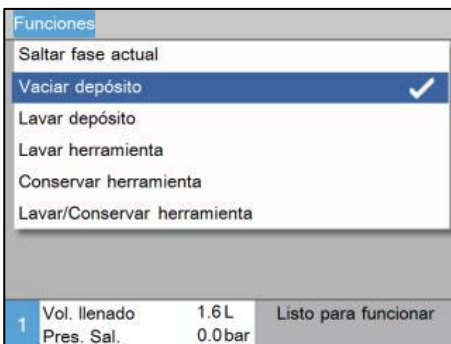 Funciones
Saltar fase actual
Vaciar depósito
Lavar depósito
Lavar herramienta
Conservar herramienta
Lavar/Conservar herramienta
1 Vol. llenado 1.6 L Listo para funcionar
Pres. Sal. 0.0 bar